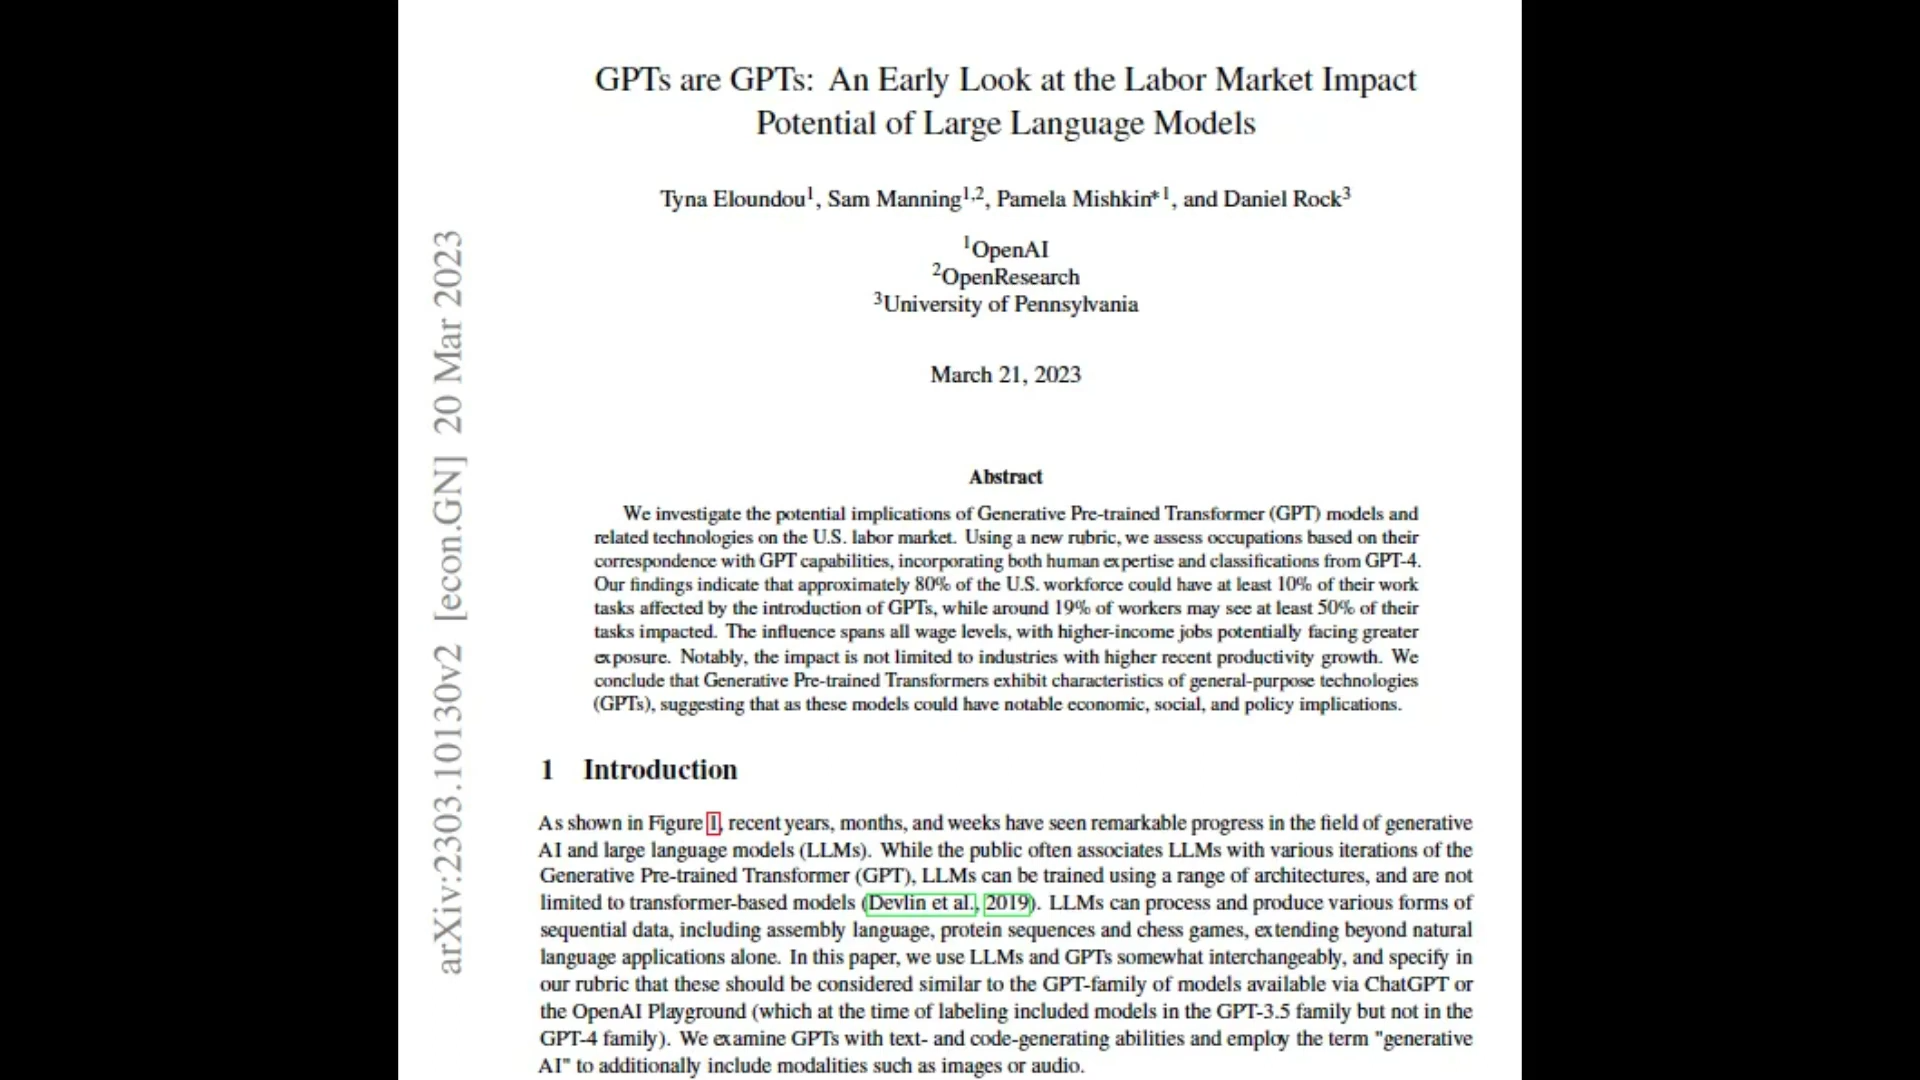 GPTs are GPTs: An Early Look at the Labor Market Impact
Potential of Large Language Models
Tyna Eloundou1, Sam Manning1,2, Pamela Mishkin*1, and Daniel Rock3
1OpenAI
2OpenResearch
3University of Pennsylvania
March 21, 2023
arXiv:2303.10130v2 [econ.GN] 20 Mar 2023
Abstract
We investigate the potential implications of Generative Pre-trained Transformer (GPT) models and
related technologies on the U.S. labor market. Using a new rubric, we assess occupations based on their
correspondence with GPT capabilities, incorporating both human expertise and classifications from GPT-4.
Our findings indicate that approximately 80% of the U.S. workforce could have at least 10% of their work
tasks affected by the introduction of GPTs, while around 19% of workers may see at least 50% of their
tasks impacted. The influence spans all wage levels, with higher-income jobs potentially facing greater
exposure. Notably, the impact is not limited to industries with higher recent productivity growth. We
conclude that Generative Pre-trained Transformers exhibit characteristics of general-purpose technologies
(GPTs), suggesting that as these models could have notable economic, social, and policy implications.
1 Introduction
As shown in Figure 1, recent years, months, and weeks have seen remarkable progress in the field of generative
AI and large language models (LLMs). While the public often associates LLMs with various iterations of the
Generative Pre-trained Transformer (GPT), LLMs can be trained using a range of architectures, and are not
limited to transformer-based models (Devlin et al., 2019). LLMs can process and produce various forms of
sequential data, including assembly language, protein sequences and chess games, extending beyond natural
language applications alone. In this paper, we use LLMs and GPTs somewhat interchangeably, and specify in
our rubric that these should be considered similar to the GPT-family of models available via ChatGPT or
the OpenAI Playground (which at the time of labeling included models in the GPT-3.5 family but not in the
GPT-4 family). We examine GPTs with text- and code-generating abilities and employ the term "generative
AI" to additionally include modalities such as images or audio.